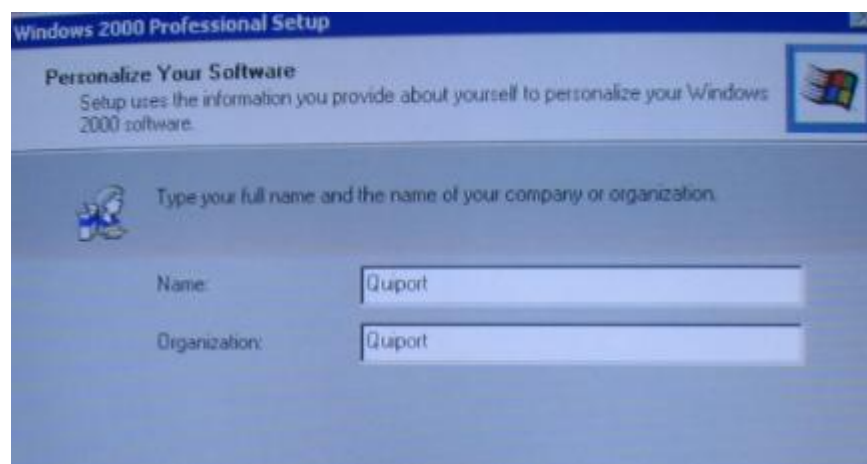 Windows 2000 Professional Setup
Personalize Your Software
Setup uses the information you provide about yourself to personalize your Windows
2000 software.
Type your full name and the name of your company or organization.
Name: Quiport
Organization: Quiport